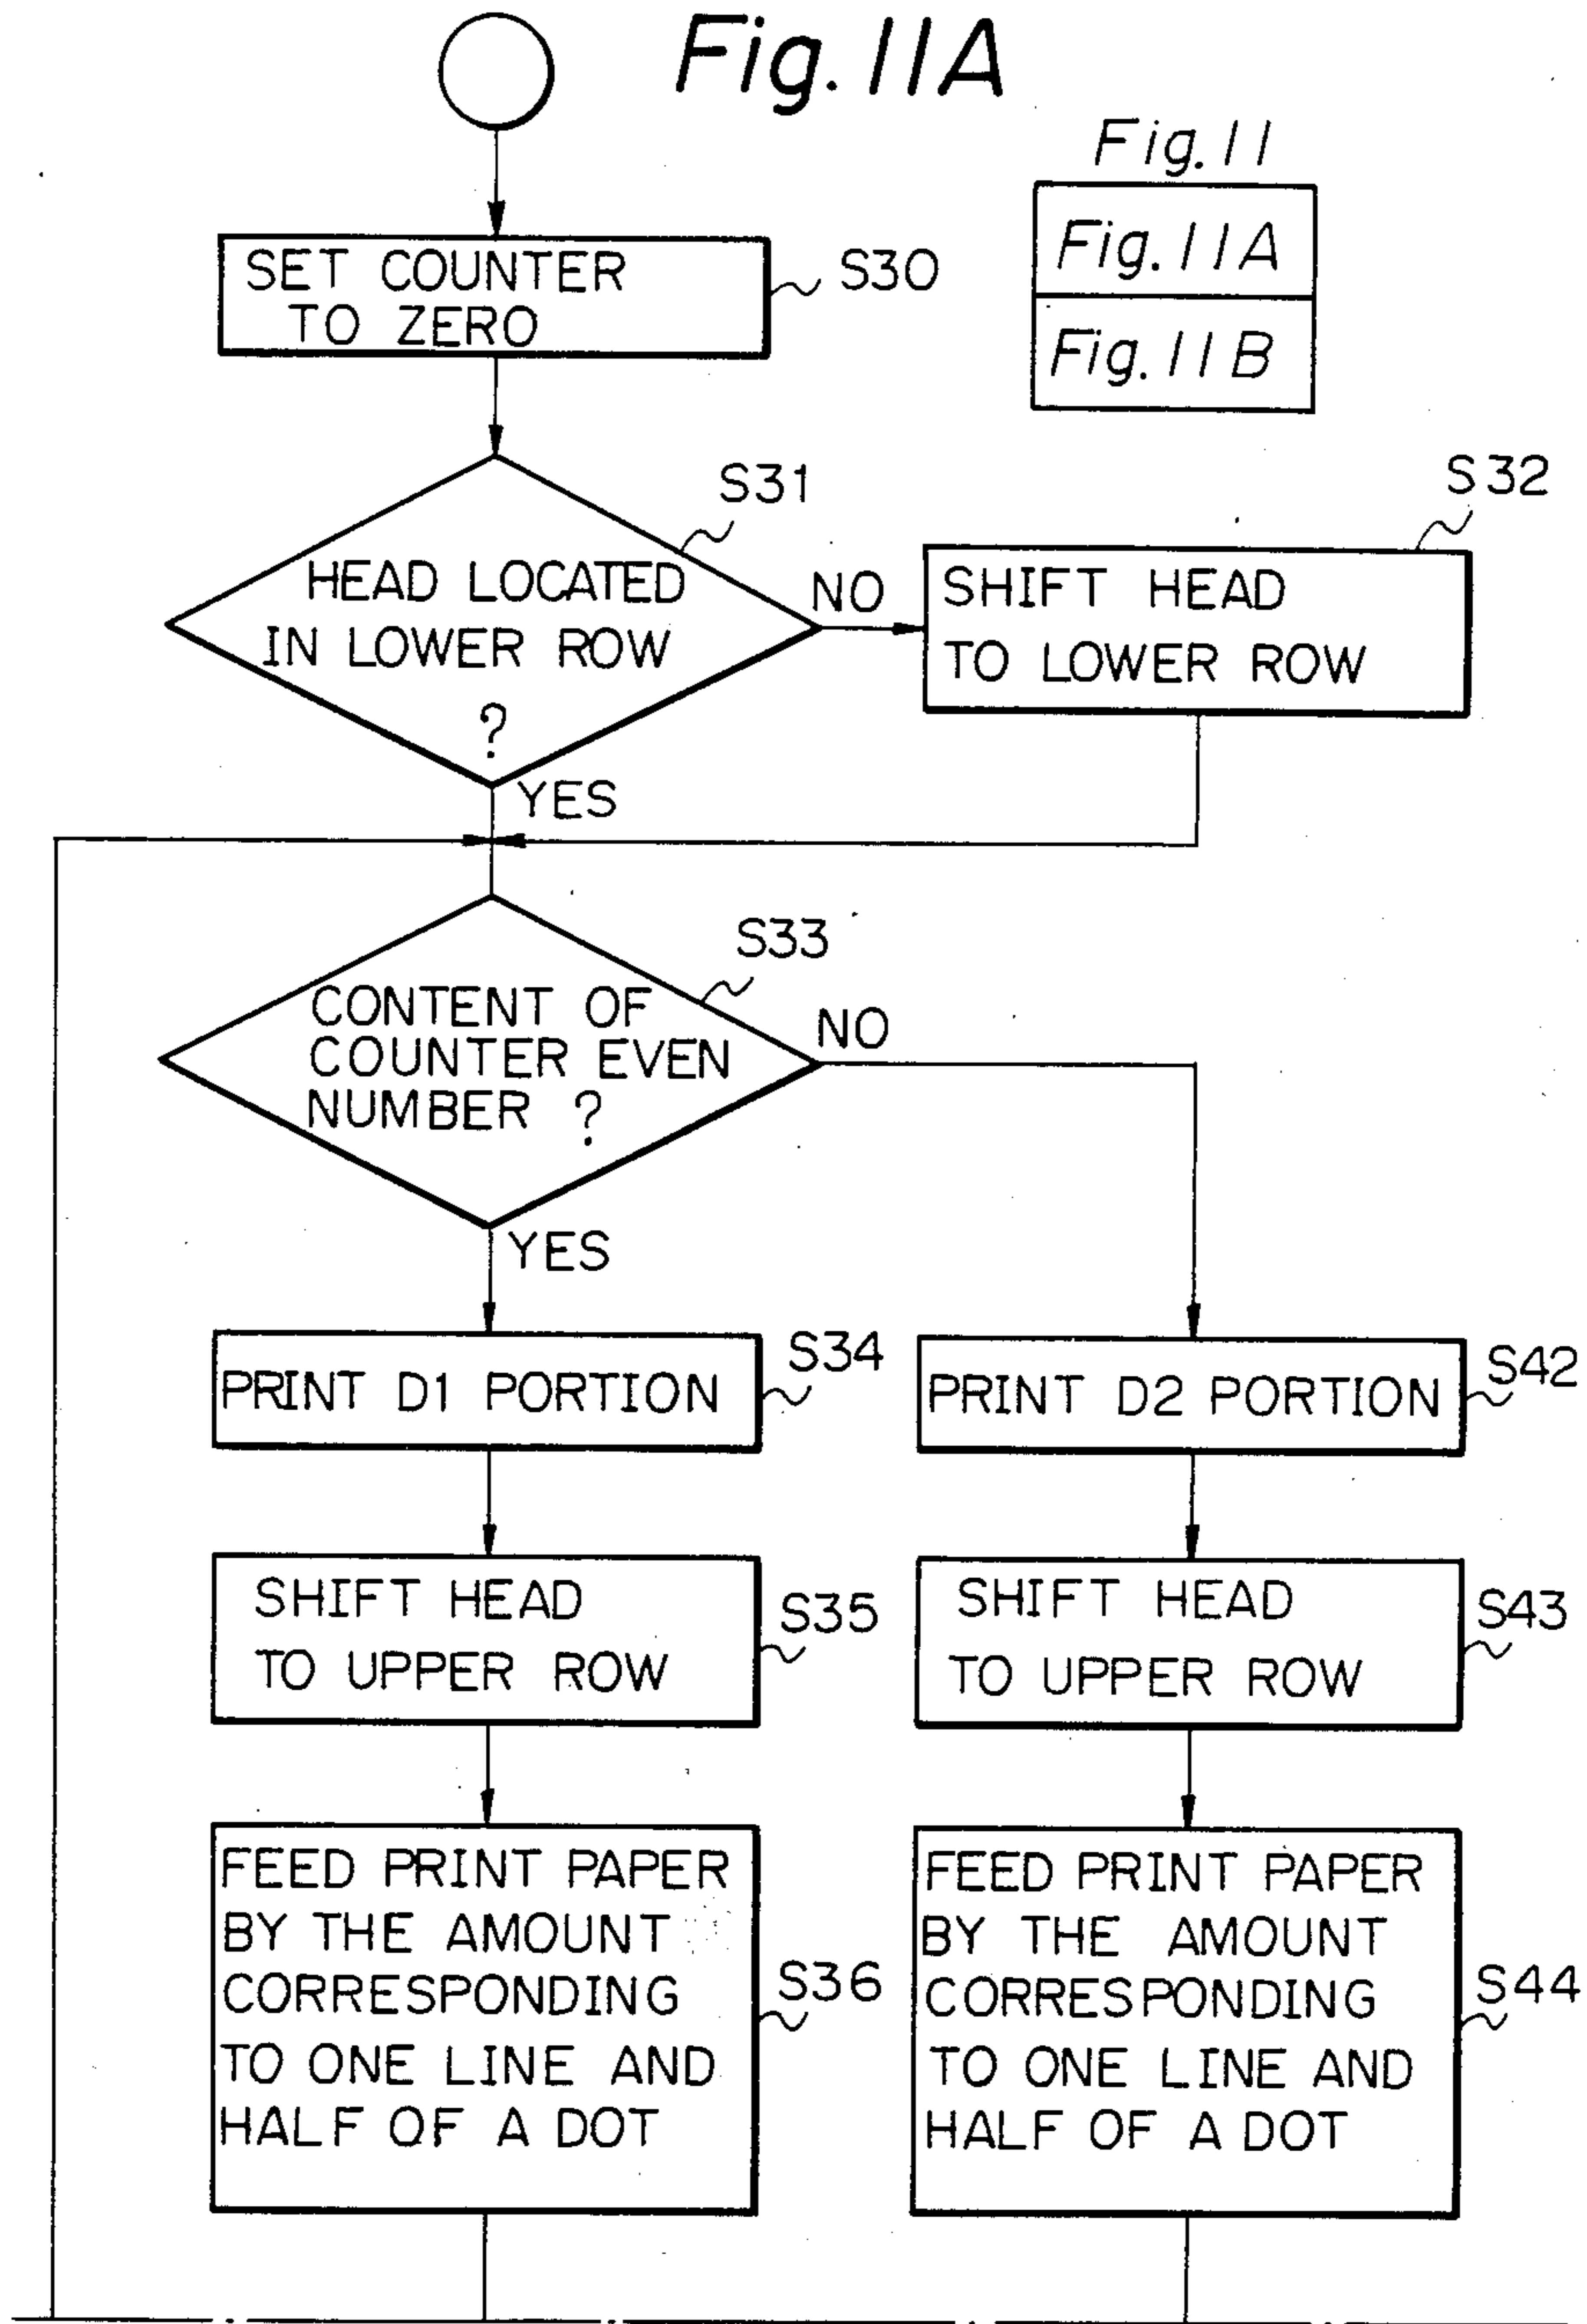 Fig. 11A
Fig. 11
Fig. 11A
Fig. 11B
SET COUNTER
TO ZERO
S30
S31
HEAD LOCATED
IN LOWER ROW
?
NO
S32
SHIFT HEAD
TO LOWER ROW
YES
S33
CONTENT OF
COUNTER EVEN
NUMBER ?
NO
YES
PRINT D1 PORTION
S34
PRINT D2 PORTION
S42
SHIFT HEAD
TO UPPER ROW
S35
SHIFT HEAD
TO UPPER ROW
S43
FEED PRINT PAPER
BY THE AMOUNT
CORRESPONDING
TO ONE LINE AND
HALF OF A DOT
S36
FEED PRINT PAPER
BY THE AMOUNT
CORRESPONDING
TO ONE LINE AND
HALF OF A DOT
S44